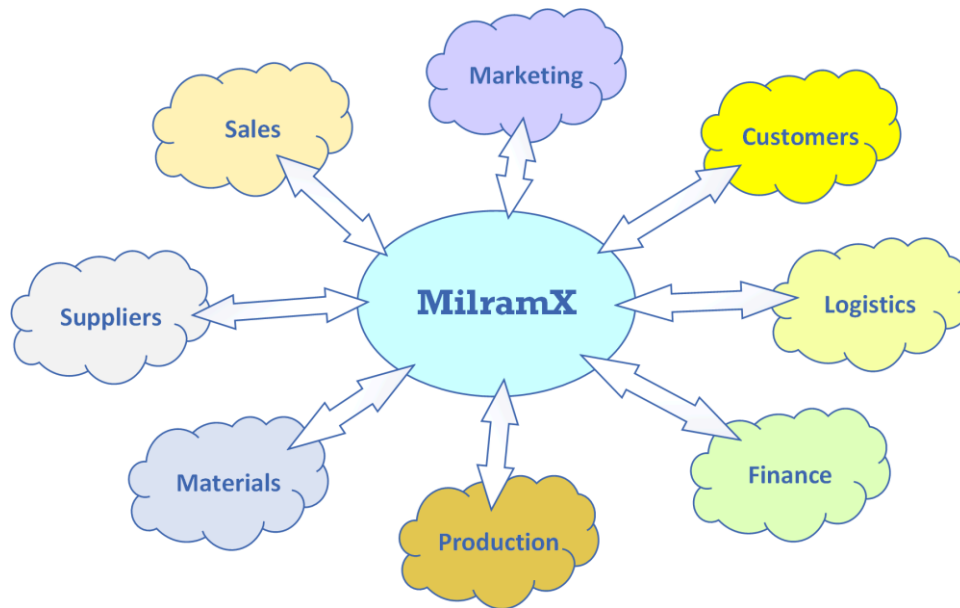 Marketing
Sales
Customers
MilramX
Suppliers
Logistics
Materials
Finance
Production